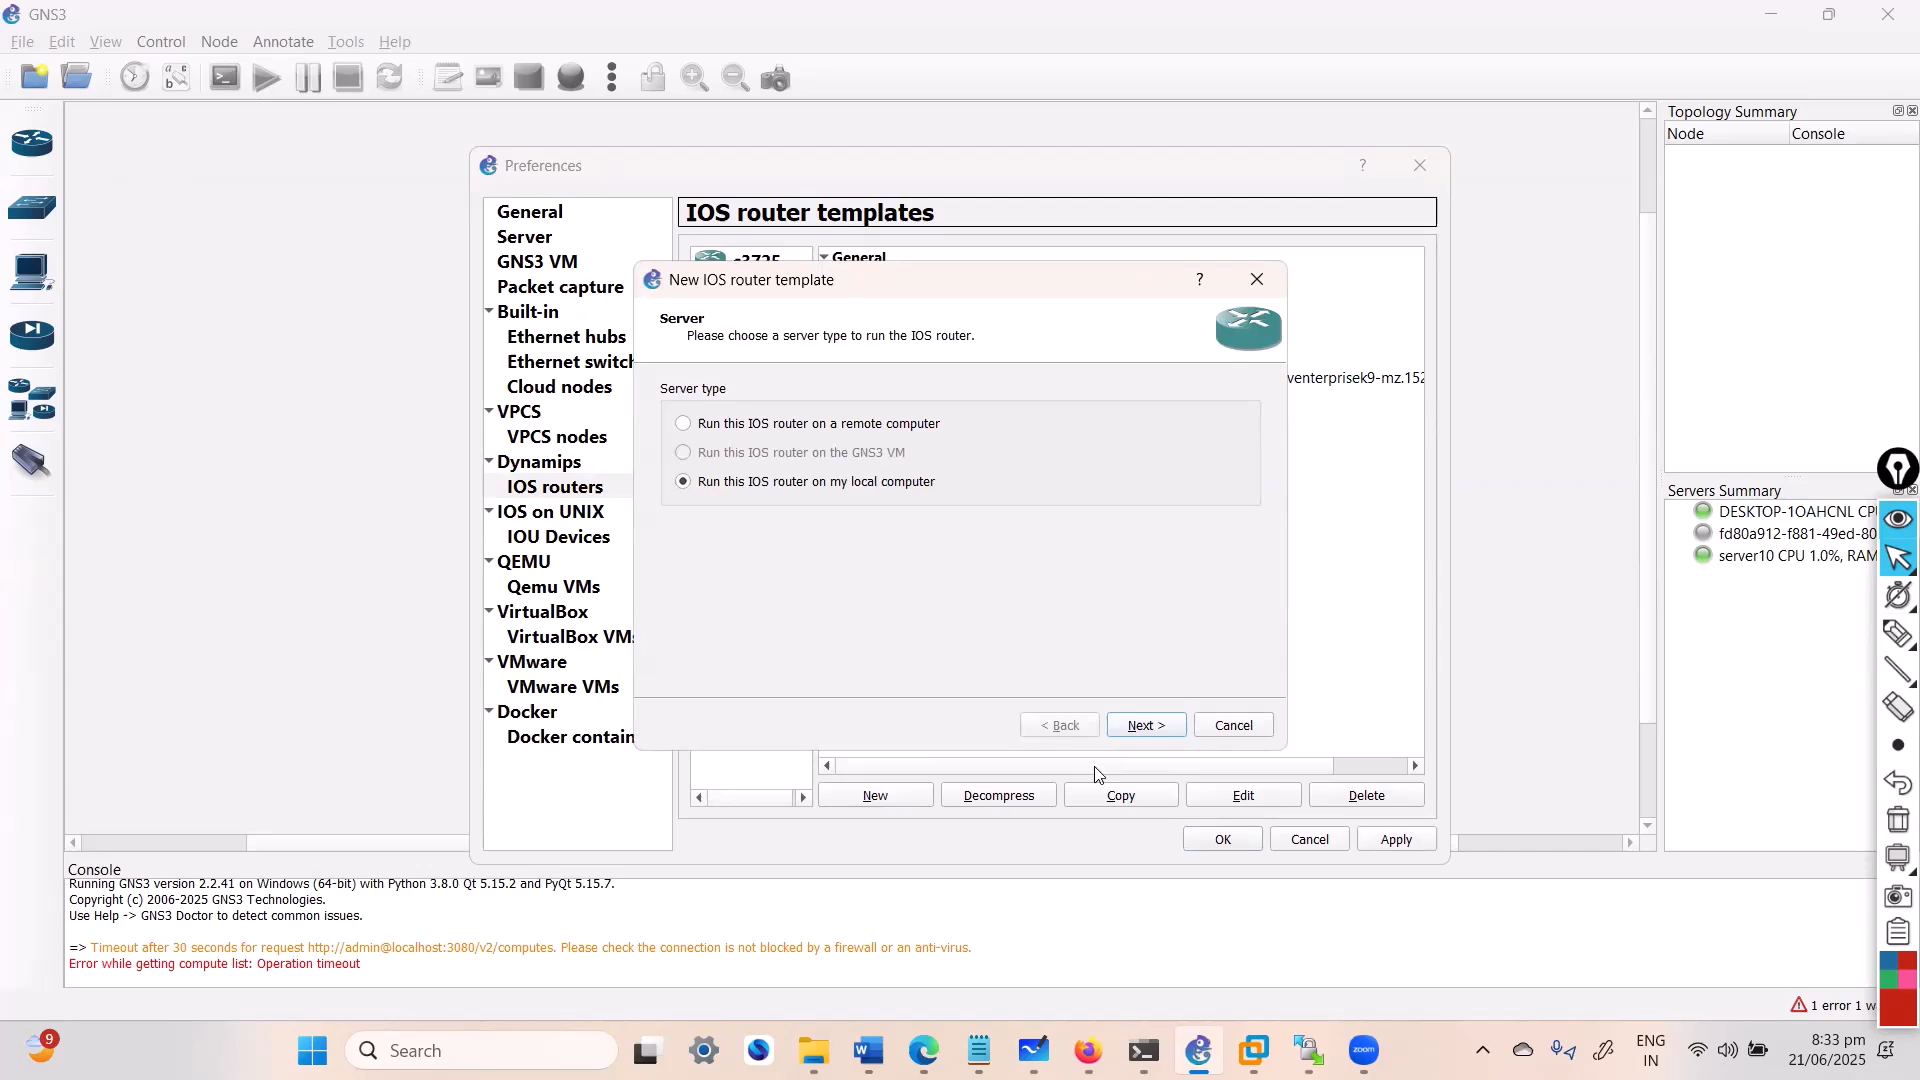 GNS3
File Edit View Control Node Annotate Tools Help
Topology Summary
Node Console
Preferences
General
Server
GNS3 VM
Packet capture
Built-in
Ethernet hubs
Ethernet switch
Cloud nodes
VPCS
VPCS nodes
Dynamips
IOS routers
IOS on UNIX
IOU Devices
QEMU
Qemu VMs
VirtualBox
VirtualBox VMs
VMware
VMware VMs
Docker
Docker contain
IOS router templates
c3725
General
venterprisek9-mz.152
New IOS router template
Server
Please choose a server type to run the IOS router.
Server type
Run this IOS router on a remote computer
Run this IOS router on the GNS3 VM
Run this IOS router on my local computer
< Back Next > Cancel
New Decompress Copy Edit Delete
OK Cancel Apply
Servers Summary
DESKTOP-1OAHCNL CPU
fd80a912-f881-49ed-80
server10 CPU 1.0%, RAM
Console
Running GNS3 version 2.2.41 on Windows (64-bit) with Python 3.8.0 Qt 5.15.2 and PyQt 5.15.7.
Copyright (c) 2006-2025 GNS3 Technologies.
Use Help -> GNS3 Doctor to detect common issues.
=> Timeout after 30 seconds for request http://admin@localhost:3080/v2/computes. Please check the connection is not blocked by a firewall or an anti-virus.
Error while getting compute list: Operation timeout
1 error 1 w
9
Search
zoom
ENG
IN
8:33 pm
21/06/2025